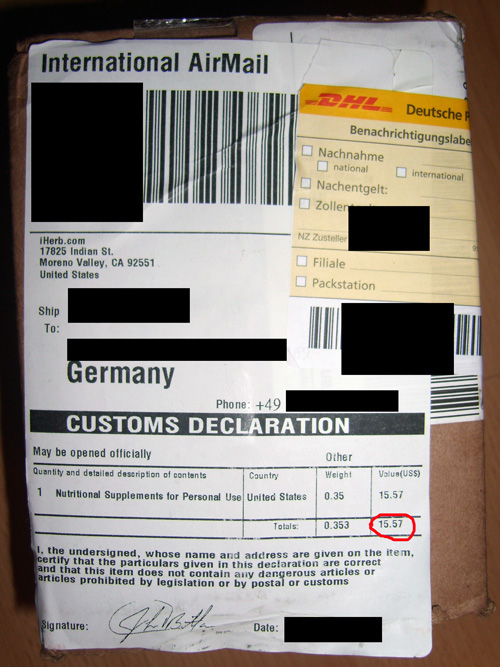 International AirMail
DHL Deutsche
Benachrichtigungslabe
Nachnahme
national international
Nachentgelt:
NZ Zusteller
Filiale
Packstation
iHerb.com
17825 Indian St.
Moreno Valley, CA 92551
United States
Ship
To:
Germany
Phone: +49
CUSTOMS DECLARATION
May be opened officially Other
Quantity and detailed description of contents Country Weight Value(US$)
1 Nutritional Supplements for Personal Use United States 0.35 15.57
Totals: 0.353 15.57
I, the undersigned, whose name and address are given on the item,
certify that the particulars given in this declaration are correct
and that this item does not contain any dangerous articles or
articles prohibited by legislation or by postal or customs
Signature: Date: